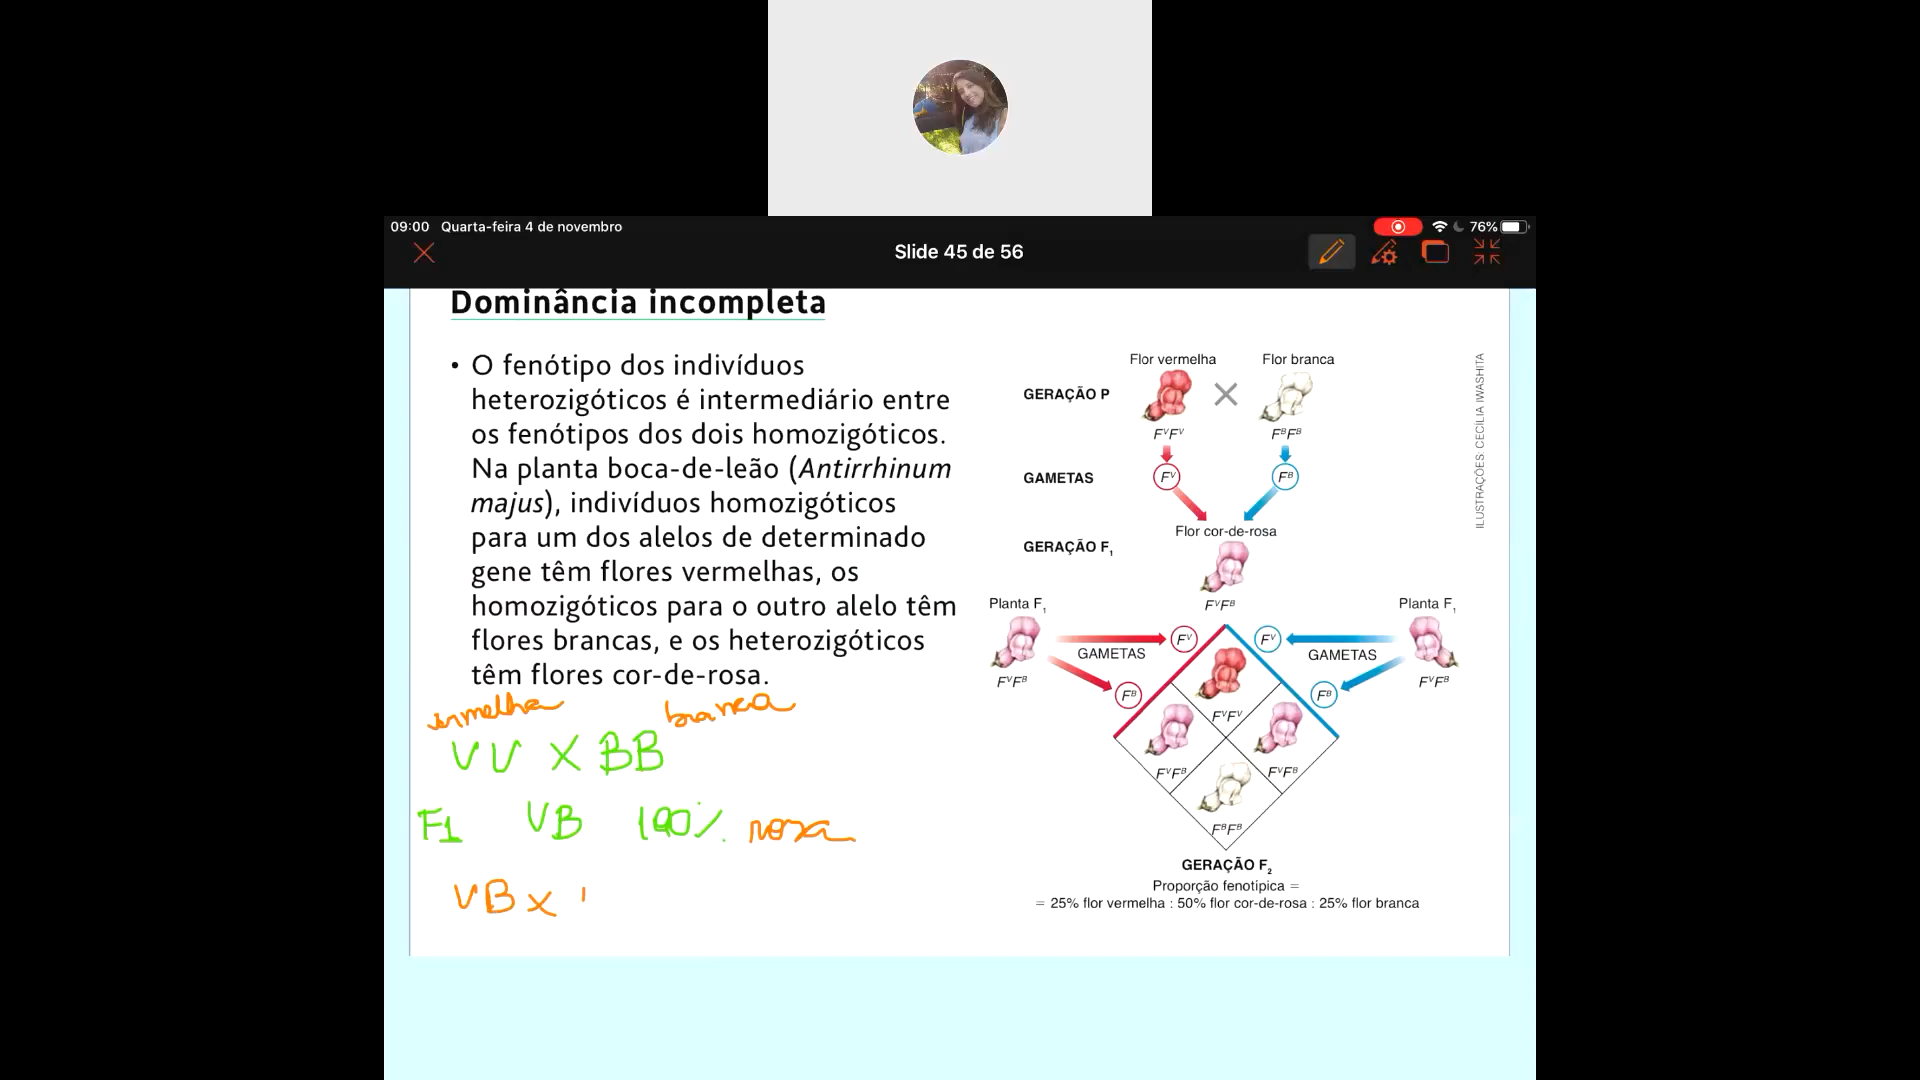 09:00 Quarta-feira 4 de novembro
76%
Slide 45 de 56
Dominância incompleta
• O fenótipo dos indivíduos
heterozigóticos é intermediário entre
os fenótipos dos dois homozigóticos.
Na planta boca-de-leão (Antirrhinum
majus), indivíduos homozigóticos
para um dos alelos de determinado
gene têm flores vermelhas, os
homozigóticos para o outro alelo têm
flores brancas, e os heterozigóticos
têm flores cor-de-rosa.
vermelha branca
VV X BB
F1 VB 100% rosa
VB x
Flor vermelha Flor branca
GERAÇÃO P
FⱽFⱽ FᴮFᴮ
GAMETAS Fⱽ Fᴮ
Flor cor-de-rosa
GERAÇÃO F₁
FⱽFᴮ
Planta F₁ Planta F₁
Fⱽ Fⱽ
GAMETAS GAMETAS
FⱽFᴮ FⱽFᴮ
Fᴮ Fᴮ
FⱽFⱽ
FⱽFᴮ FⱽFᴮ
FᴮFᴮ
GERAÇÃO F₂
Proporção fenotípica =
= 25% flor vermelha : 50% flor cor-de-rosa : 25% flor branca
ILUSTRAÇÕES: CECÍLIA IWASHITA